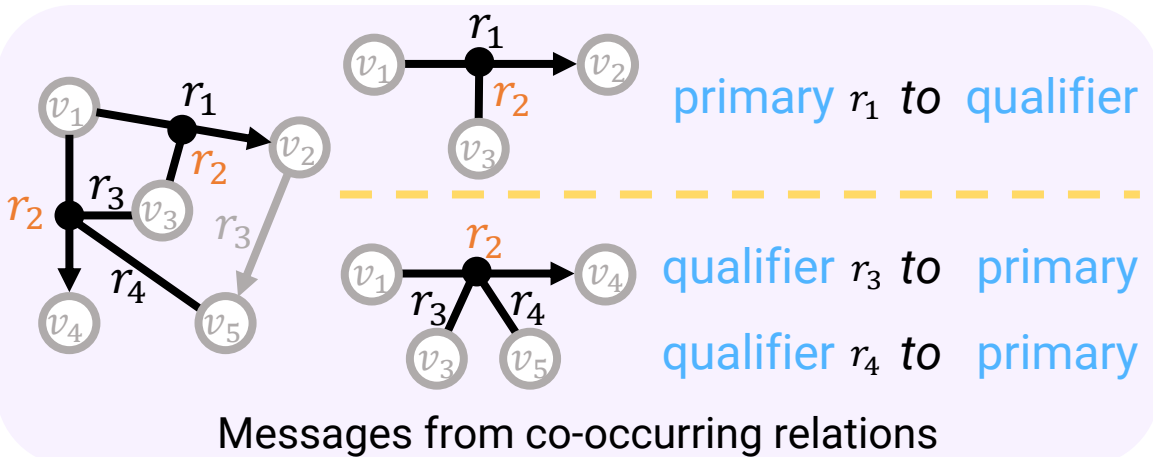 v₁ r₁ v₂
r₂
r₂ r₃ v₃ r₃
r₄
v₄ v₅
v₁ r₁ v₂
r₂
v₃
primary r₁ to qualifier
r₂
v₁ v₄
r₃ r₄
v₃ v₅
qualifier r₃ to primary
qualifier r₄ to primary
Messages from co-occurring relations